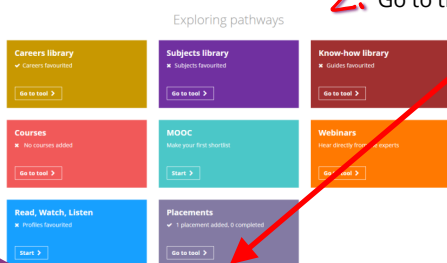 2. Go to th
Exploring pathways
Careers library
✓ Careers favourited
Go to tool >
Subjects library
✖ Subjects favourited
Go to tool >
Know-how library
✖ Guides favourited
Go to tool >
Courses
✖ No courses added
Go to tool >
MOOC
Make your first shortlist
Start >
Webinars
Hear directly from the experts
Go to tool >
Read, Watch, Listen
✖ Profiles favourited
Start >
Placements
✓ 1 placement added, 0 completed
Go to tool >